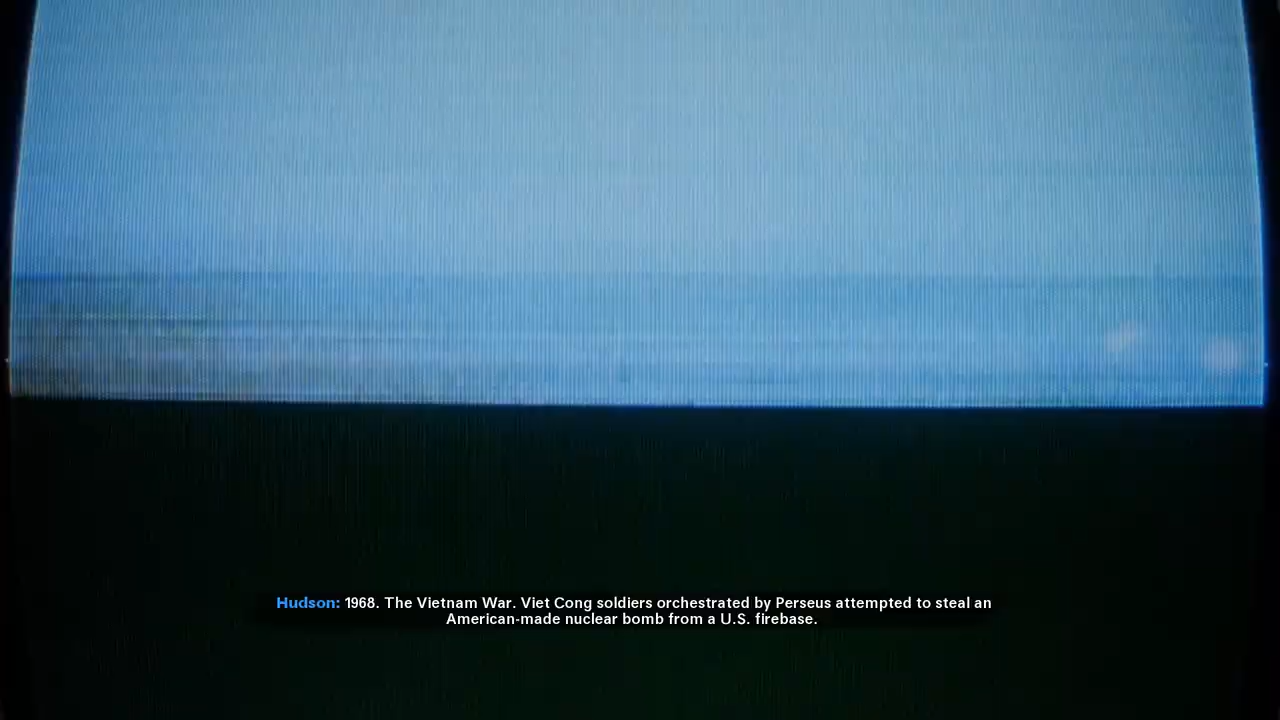 Hudson: 1968. The Vietnam War. Viet Cong soldiers orchestrated by Perseus attempted to steal an
American-made nuclear bomb from a U.S. firebase.